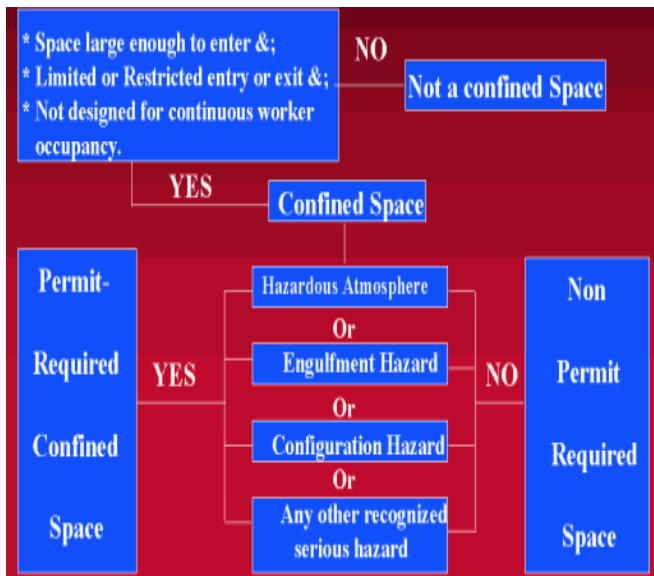 * Space large enough to enter &;
* Limited or Restricted entry or exit &;
* Not designed for continuous worker
occupancy.
NO
Not a confined Space
YES
Confined Space
Permit-
Required
Confined
Space
YES
Hazardous Atmosphere
Or
Engulfment Hazard
Or
Configuration Hazard
Or
Any other recognized
serious hazard
NO
Non
Permit
Required
Space